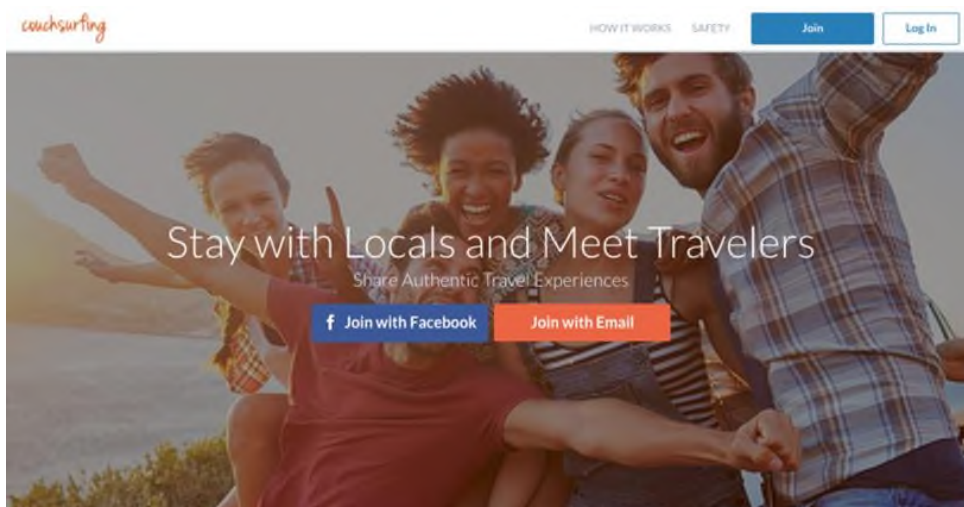 couchsurfing
HOW IT WORKS SAFETY Join Log In
Stay with Locals and Meet Travelers
Share Authentic Travel Experiences
f Join with Facebook Join with Email